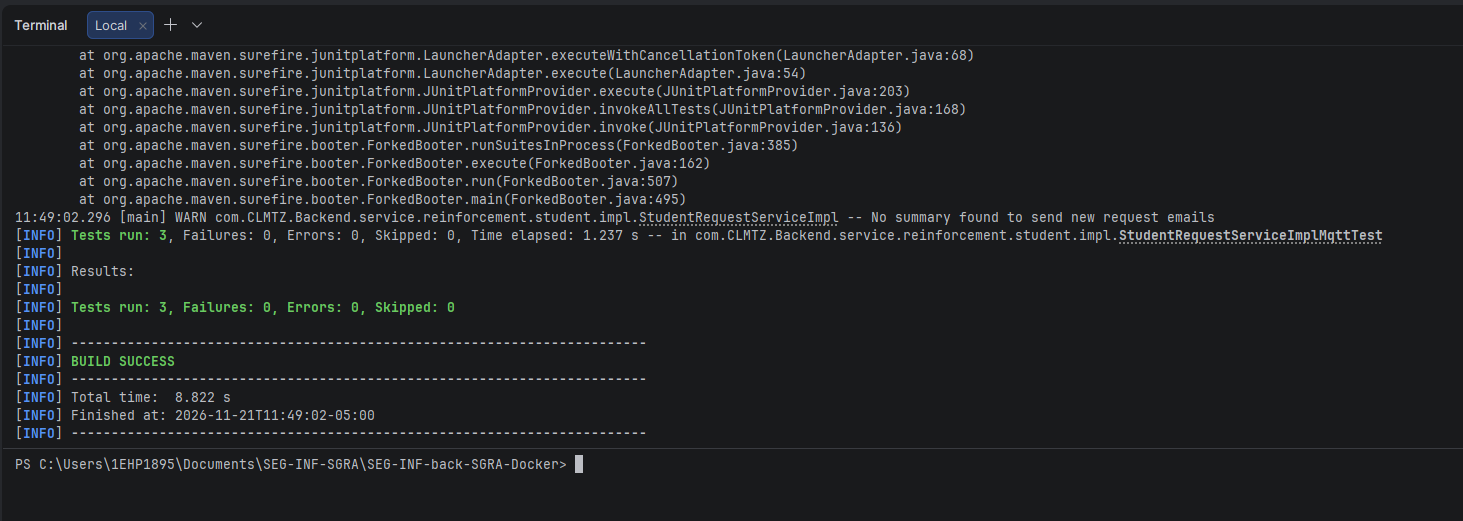 Terminal Local × +
at org.apache.maven.surefire.junitplatform.LauncherAdapter.executeWithCancellationToken(LauncherAdapter.java:68)
at org.apache.maven.surefire.junitplatform.LauncherAdapter.execute(LauncherAdapter.java:54)
at org.apache.maven.surefire.junitplatform.JUnitPlatformProvider.execute(JUnitPlatformProvider.java:203)
at org.apache.maven.surefire.junitplatform.JUnitPlatformProvider.invokeAllTests(JUnitPlatformProvider.java:168)
at org.apache.maven.surefire.junitplatform.JUnitPlatformProvider.invoke(JUnitPlatformProvider.java:136)
at org.apache.maven.surefire.booter.ForkedBooter.runSuitesInProcess(ForkedBooter.java:385)
at org.apache.maven.surefire.booter.ForkedBooter.execute(ForkedBooter.java:162)
at org.apache.maven.surefire.booter.ForkedBooter.run(ForkedBooter.java:507)
at org.apache.maven.surefire.booter.ForkedBooter.main(ForkedBooter.java:495)
11:49:02.296 [main] WARN com.CLMTZ.Backend.service.reinforcement.student.impl.StudentRequestServiceImpl -- No summary found to send new request emails
[INFO] Tests run: 3, Failures: 0, Errors: 0, Skipped: 0, Time elapsed: 1.237 s -- in com.CLMTZ.Backend.service.reinforcement.student.impl.StudentRequestServiceImplMqttTest
[INFO]
[INFO] Results:
[INFO]
[INFO] Tests run: 3, Failures: 0, Errors: 0, Skipped: 0
[INFO]
[INFO] ------------------------------------------------------------------------
[INFO] BUILD SUCCESS
[INFO] ------------------------------------------------------------------------
[INFO] Total time:  8.822 s
[INFO] Finished at: 2026-11-21T11:49:02-05:00
[INFO] ------------------------------------------------------------------------
PS C:\Users\1EHP1895\Documents\SEG-INF-SGRA\SEG-INF-back-SGRA-Docker>